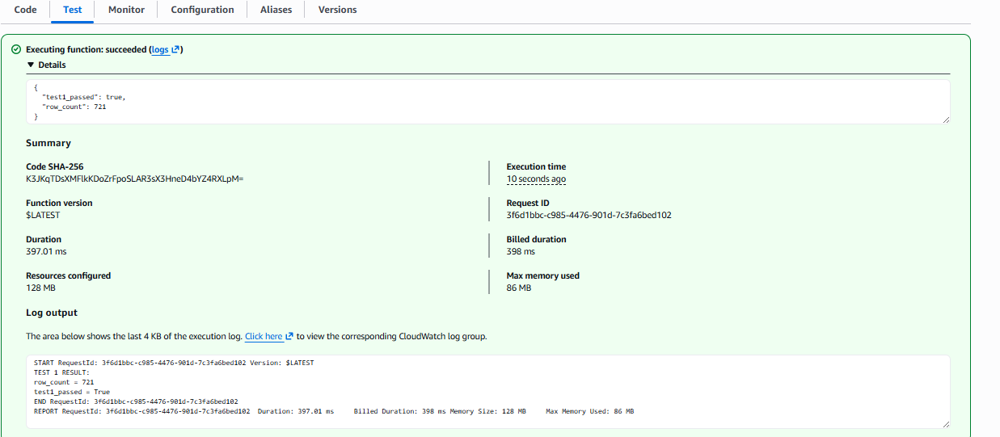 Code Test Monitor Configuration Aliases Versions
Executing function: succeeded (logs)
Details
{
"test1_passed": true,
"row_count": 721
}
Summary
Code SHA-256
K3JKqTDsXMFlkKDoZrFpoSLAR3sX3HneD4bYZ4RXLpM=
Execution time
10 seconds ago
Function version
$LATEST
Request ID
3f6d1bbc-c985-4476-901d-7c3fa6bed102
Duration
397.01 ms
Billed duration
398 ms
Resources configured
128 MB
Max memory used
86 MB
Log output
The area below shows the last 4 KB of the execution log. Click here to view the corresponding CloudWatch log group.
START RequestId: 3f6d1bbc-c985-4476-901d-7c3fa6bed102 Version: $LATEST
TEST 1 RESULT:
row_count = 721
test1_passed = True
END RequestId: 3f6d1bbc-c985-4476-901d-7c3fa6bed102
REPORT RequestId: 3f6d1bbc-c985-4476-901d-7c3fa6bed102 Duration: 397.01 ms Billed Duration: 398 ms Memory Size: 128 MB Max Memory Used: 86 MB